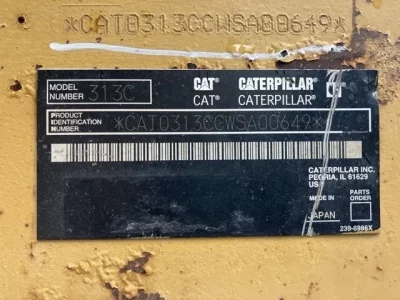 *CAT0313CCWSA00649*
MODEL NUMBER 313C
CAT CATERPILLAR
CAT® CATERPILLAR®
PRODUCT IDENTIFICATION NUMBER *CAT0313CCWSA00649*
CATERPILLAR INC.
PEORIA, IL 61629
USA
MADE IN
JAPAN
PARTS ORDER
239-6986X